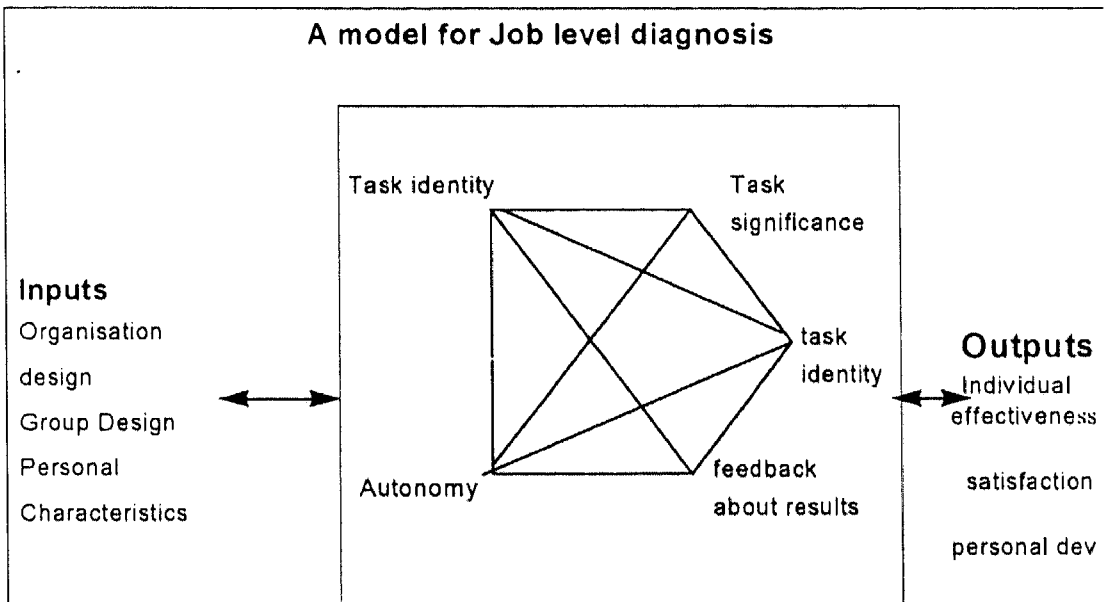 A model for Job level diagnosis
Inputs
Organisation
design
Group Design
Personal
Characteristics
Task identity
Task
significance
task
identity
Autonomy
feedback
about results
Outputs
Individual
effectiveness
satisfaction
personal dev